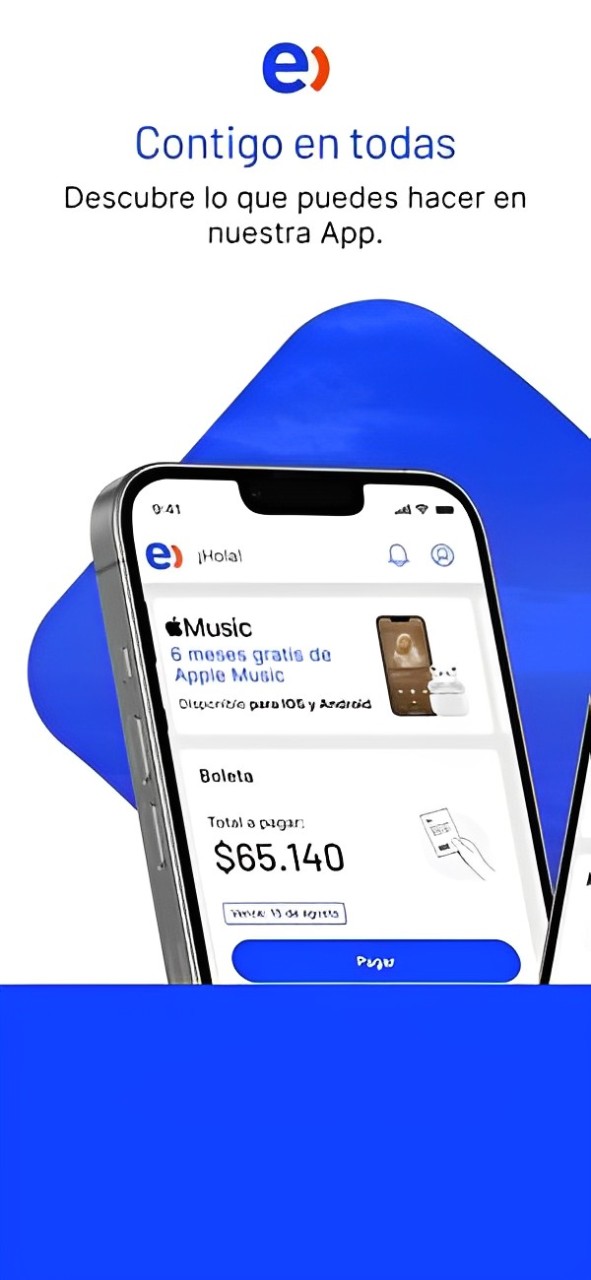 e)
Contigo en todas
Descubre lo que puedes hacer en
nuestra App.
9:41
e) ¡Hola!
Music
6 meses gratis de
Apple Music
Disponible para iOS y Android
Boleta
Total a pagar:
$65.140
Vence 13 de agosto
Pagar